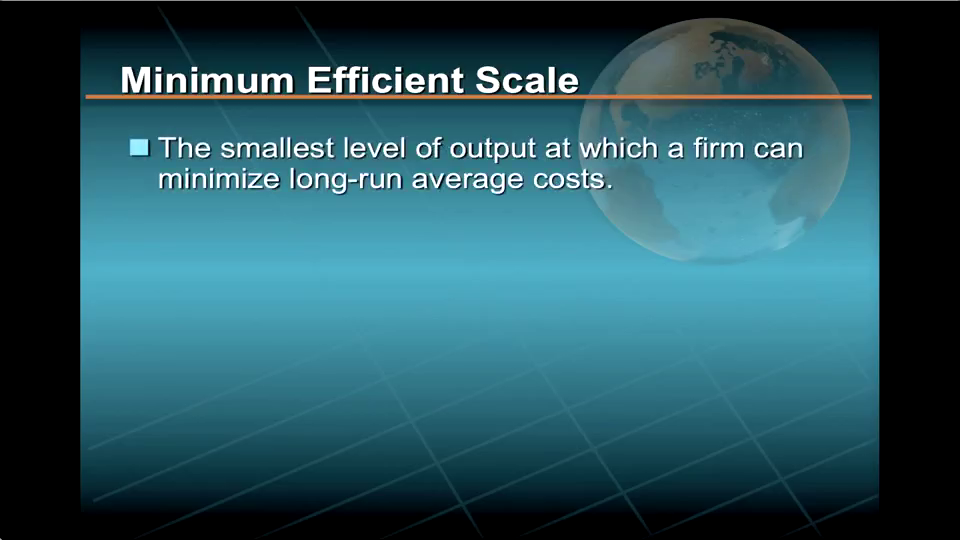 Minimum Efficient Scale
The smallest level of output at which a firm can
minimize long-run average costs.